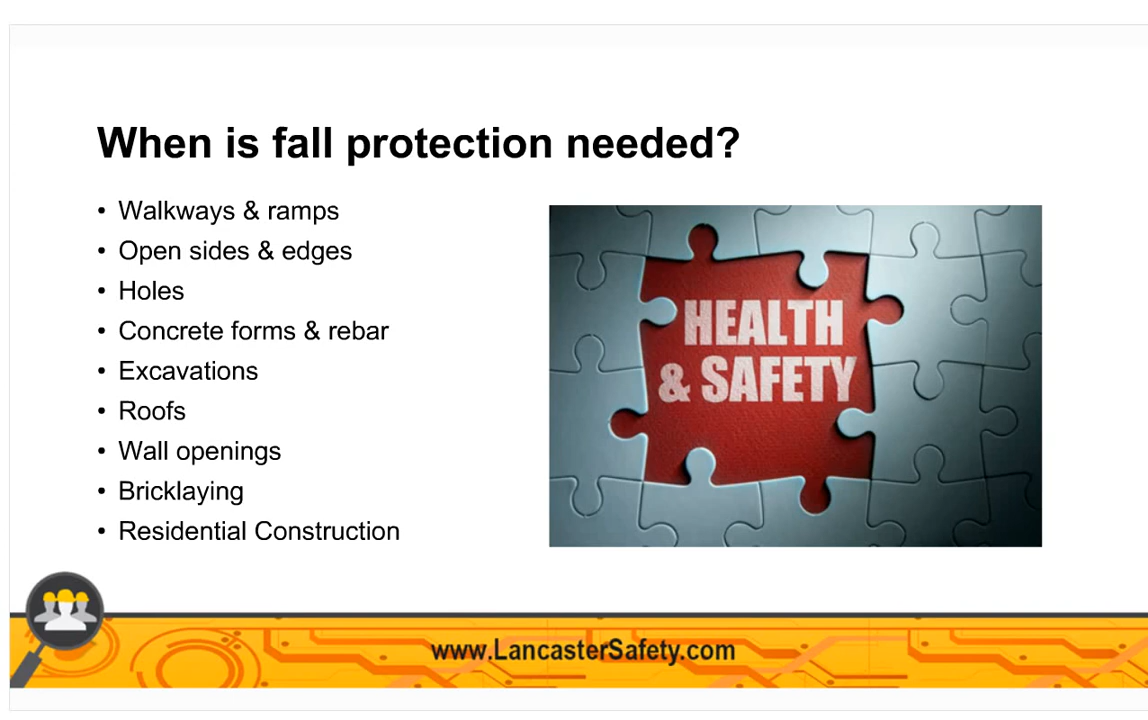 When is fall protection needed?
• Walkways & ramps
• Open sides & edges
• Holes
• Concrete forms & rebar
• Excavations
• Roofs
• Wall openings
• Bricklaying
• Residential Construction
HEALTH
& SAFETY
www.LancasterSafety.com